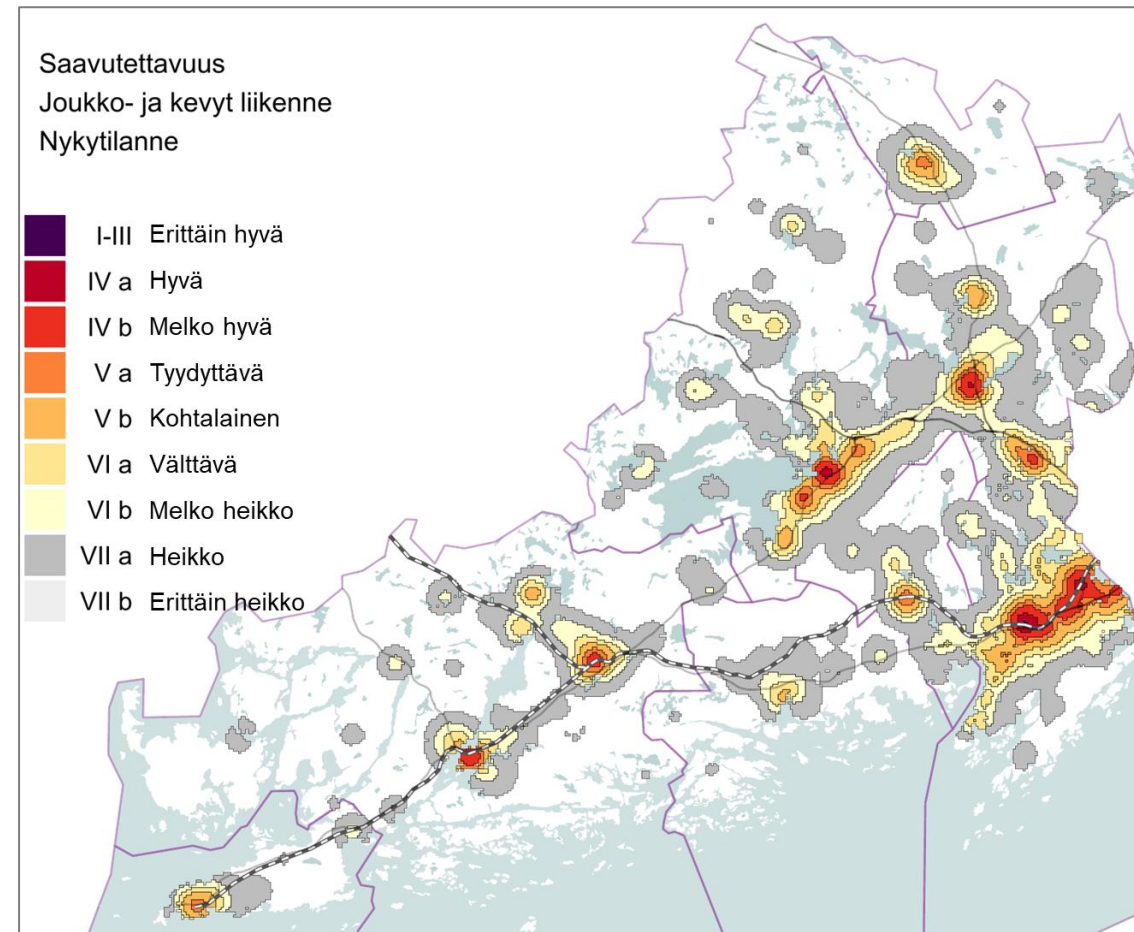 Saavutettavuus
Joukko- ja kevyt liikenne
Nykytilanne
I-III Erittäin hyvä
IV a Hyvä
IV b Melko hyvä
V a Tyydyttävä
V b Kohtalainen
VI a Välttävä
VI b Melko heikko
VII a Heikko
VII b Erittäin heikko